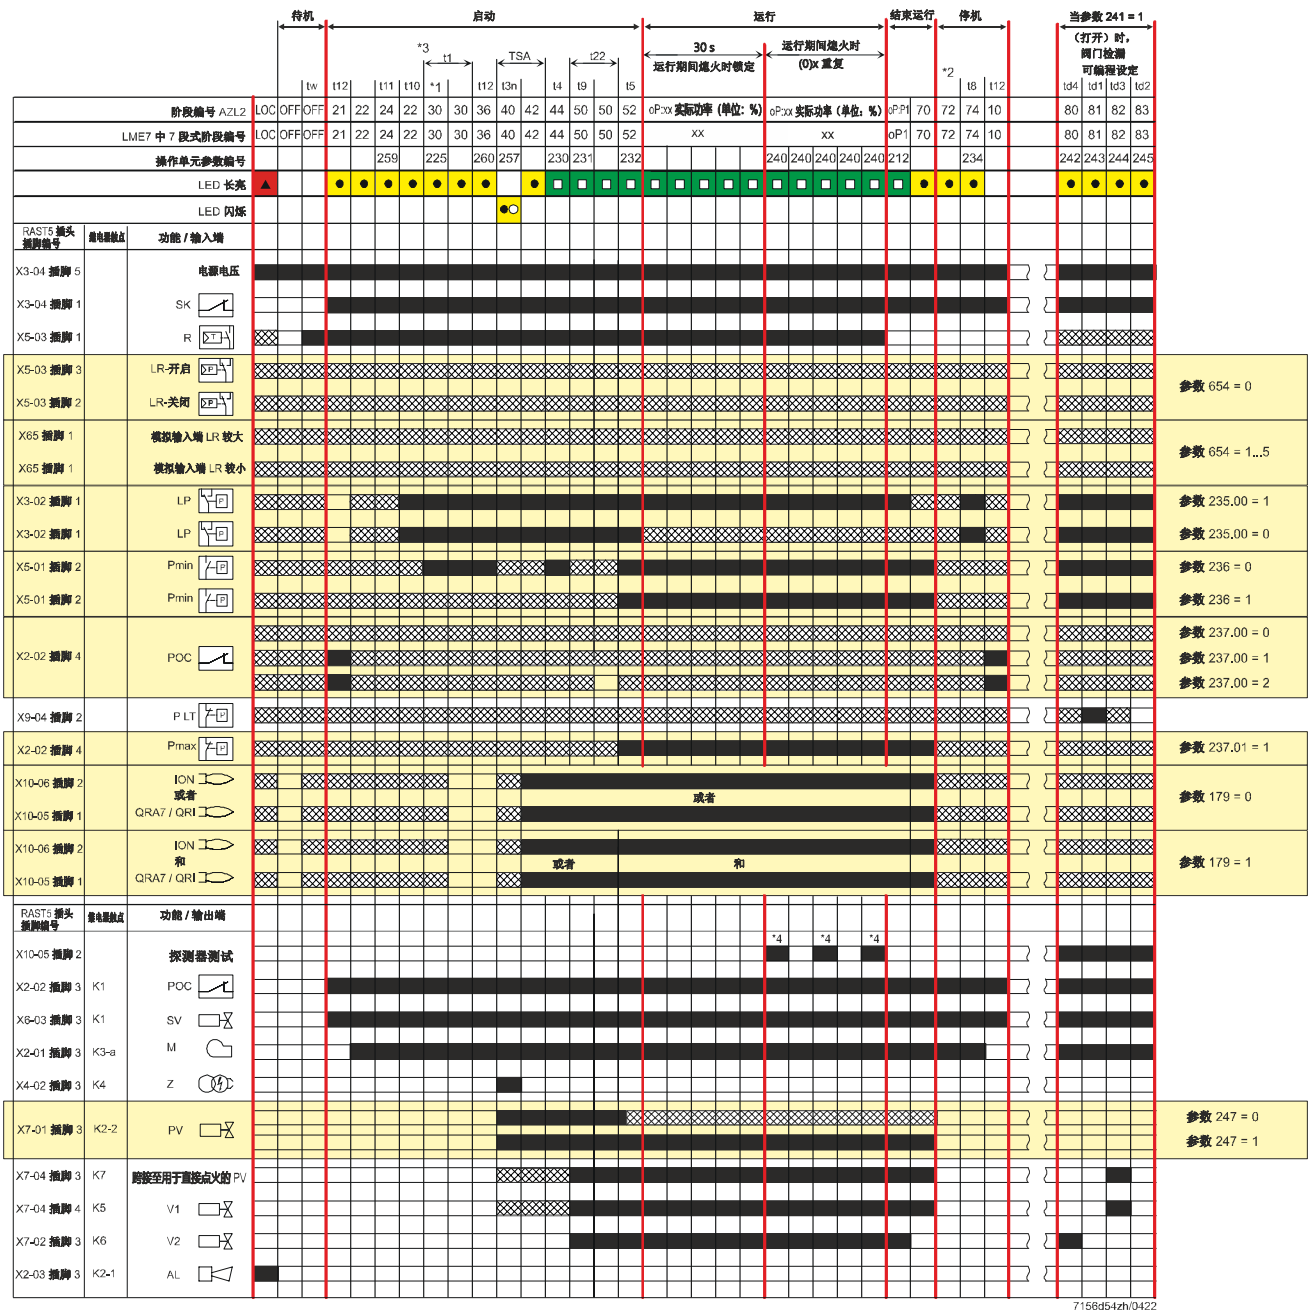 待机 启动 运行 结束运行 停机 当参数 241 = 1
（打开）时，
阀门检漏
可编程设定
*3 t1 TSA t22 30 s 运行期间熄火时
运行期间熄火时锁定 (0)x 重复
*2
tw t12 t11 t10 *1 t12 t3n t4 t9 t5 t8 t12 td4 td1 td3 td2
阶段编号 AZL2 LOC OFF OFF 21 22 24 22 30 30 36 40 42 44 50 50 52 oP:xx 实际功率（单位：%） oP:xx 实际功率（单位：%） oP:P1 70 72 74 10 80 81 82 83
LME7 中 7 段式阶段编号 LOC OFF OFF 21 22 24 22 30 30 36 40 42 44 50 50 52 xx xx oP1 70 72 74 10 80 81 82 83
操作单元参数编号 259 225 260 257 230 231 232 240 240 240 240 240 212 234 242 243 244 245
LED 长亮
LED 闪烁
RAST5 插头
插脚编号 继电器触点 功能 / 输入端
X3-04 插脚 5 电源电压
X3-04 插脚 1 SK
X5-03 插脚 1 R
X5-03 插脚 3 LR-开启
参数 654 = 0
X5-03 插脚 2 LR-关闭
X65 插脚 1 模拟输入端 LR 较大
参数 654 = 1...5
X65 插脚 1 模拟输入端 LR 较小
X3-02 插脚 1 LP 参数 235.00 = 1
X3-02 插脚 1 LP 参数 235.00 = 0
X5-01 插脚 2 Pmin 参数 236 = 0
X5-01 插脚 2 Pmin 参数 236 = 1
参数 237.00 = 0
X2-02 插脚 4 POC 参数 237.00 = 1
参数 237.00 = 2
X9-04 插脚 2 P LT
X2-02 插脚 4 Pmax 参数 237.01 = 1
X10-06 插脚 2 ION
或者 或者 参数 179 = 0
X10-05 插脚 1 QRA7 / QRI
X10-06 插脚 2 ION
和 或者 和 参数 179 = 1
X10-05 插脚 1 QRA7 / QRI
RAST5 插头
插脚编号 继电器触点 功能 / 输出端
*4 *4 *4
X10-05 插脚 2 探测器测试
X2-02 插脚 3 K1 POC
X6-03 插脚 3 K1 SV
X2-01 插脚 3 K3-a M
X4-02 插脚 3 K4 Z
参数 247 = 0
X7-01 插脚 3 K2-2 PV
参数 247 = 1
X7-04 插脚 3 K7 跨接至用于直接点火的 PV
X7-04 插脚 4 K5 V1
X7-02 插脚 3 K6 V2
X2-03 插脚 3 K2-1 AL
7156d54zh/0422